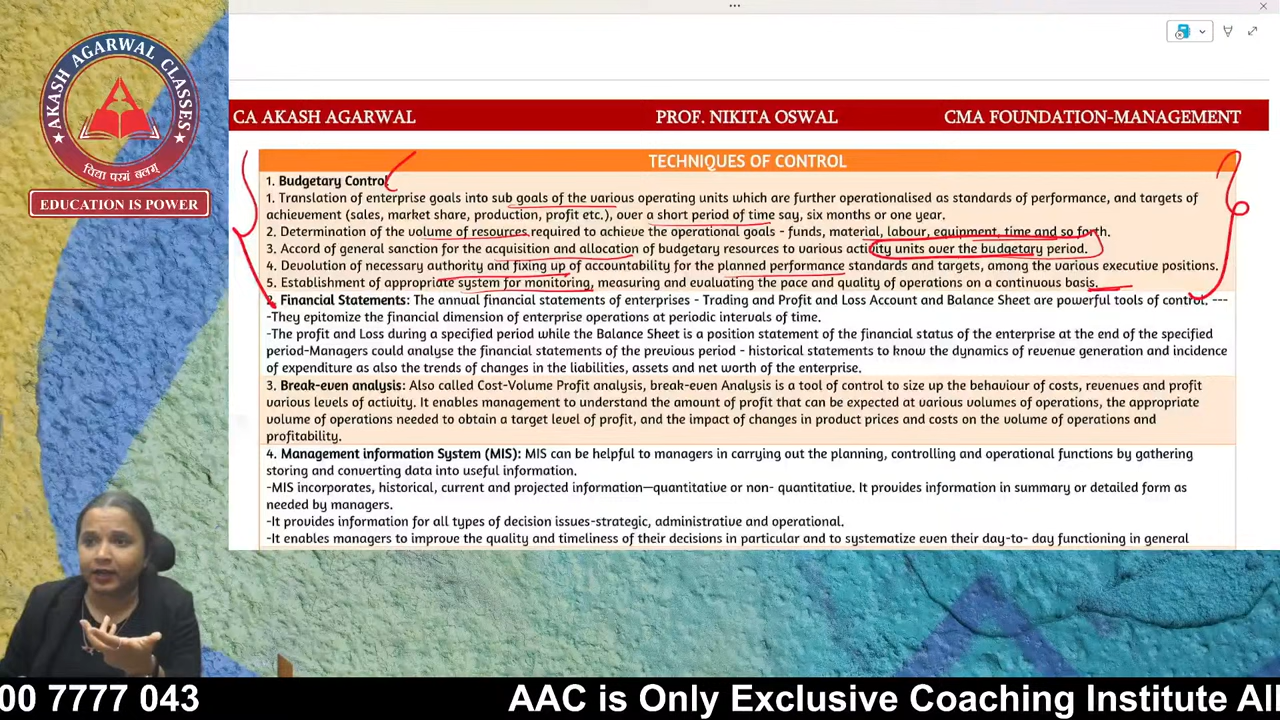 AKASH AGARWAL CLASSES
विद्या परमं बलम्
EDUCATION IS POWER
CA AKASH AGARWAL PROF. NIKITA OSWAL CMA FOUNDATION-MANAGEMENT
TECHNIQUES OF CONTROL
1. Budgetary Control
1. Translation of enterprise goals into sub goals of the various operating units which are further operationalised as standards of performance, and targets of
achievement (sales, market share, production, profit etc.), over a short period of time say, six months or one year.
2. Determination of the volume of resources required to achieve the operational goals - funds, material, labour, equipment, time and so forth.
3. Accord of general sanction for the acquisition and allocation of budgetary resources to various activity units over the budgetary period.
4. Devolution of necessary authority and fixing up of accountability for the planned performance standards and targets, among the various executive positions.
5. Establishment of appropriate system for monitoring, measuring and evaluating the pace and quality of operations on a continuous basis.
2. Financial Statements: The annual financial statements of enterprises - Trading and Profit and Loss Account and Balance Sheet are powerful tools of control. ---
-They epitomize the financial dimension of enterprise operations at periodic intervals of time.
-The profit and Loss during a specified period while the Balance Sheet is a position statement of the financial status of the enterprise at the end of the specified
period-Managers could analyse the financial statements of the previous period - historical statements to know the dynamics of revenue generation and incidence
of expenditure as also the trends of changes in the liabilities, assets and net worth of the enterprise.
3. Break-even analysis: Also called Cost-Volume Profit analysis, break-even Analysis is a tool of control to size up the behaviour of costs, revenues and profit
various levels of activity. It enables management to understand the amount of profit that can be expected at various volumes of operations, the appropriate
volume of operations needed to obtain a target level of profit, and the impact of changes in product prices and costs on the volume of operations and
profitability.
4. Management information System (MIS): MIS can be helpful to managers in carrying out the planning, controlling and operational functions by gathering
storing and converting data into useful information.
-MIS incorporates, historical, current and projected information—quantitative or non- quantitative. It provides information in summary or detailed form as
needed by managers.
-It provides information for all types of decision issues-strategic, administrative and operational.
-It enables managers to improve the quality and timeliness of their decisions in particular and to systematize even their day-to- day functioning in general
00 7777 043 AAC is Only Exclusive Coaching Institute All